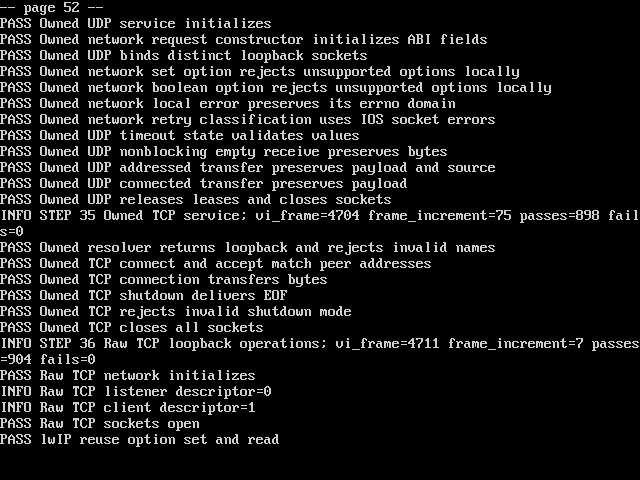 -- page 52 --
PASS Owned UDP service initializes
PASS Owned network request constructor initializes ABI fields
PASS Owned UDP binds distinct loopback sockets
PASS Owned network set option rejects unsupported options locally
PASS Owned network boolean option rejects unsupported options locally
PASS Owned network local error preserves its errno domain
PASS Owned network retry classification uses IOS socket errors
PASS Owned UDP timeout state validates values
PASS Owned UDP nonblocking empty receive preserves bytes
PASS Owned UDP addressed transfer preserves payload and source
PASS Owned UDP connected transfer preserves payload
PASS Owned UDP releases leases and closes sockets
INFO STEP 35 Owned TCP service; vi_frame=4704 frame_increment=75 passes=898 fail
s=0
PASS Owned resolver returns loopback and rejects invalid names
PASS Owned TCP connect and accept match peer addresses
PASS Owned TCP connection transfers bytes
PASS Owned TCP shutdown delivers EOF
PASS Owned TCP rejects invalid shutdown mode
PASS Owned TCP closes all sockets
INFO STEP 36 Raw TCP loopback operations; vi_frame=4711 frame_increment=7 passes
=904 fails=0
PASS Raw TCP network initializes
INFO Raw TCP listener descriptor=0
INFO Raw TCP client descriptor=1
PASS Raw TCP sockets open
PASS lwIP reuse option set and read